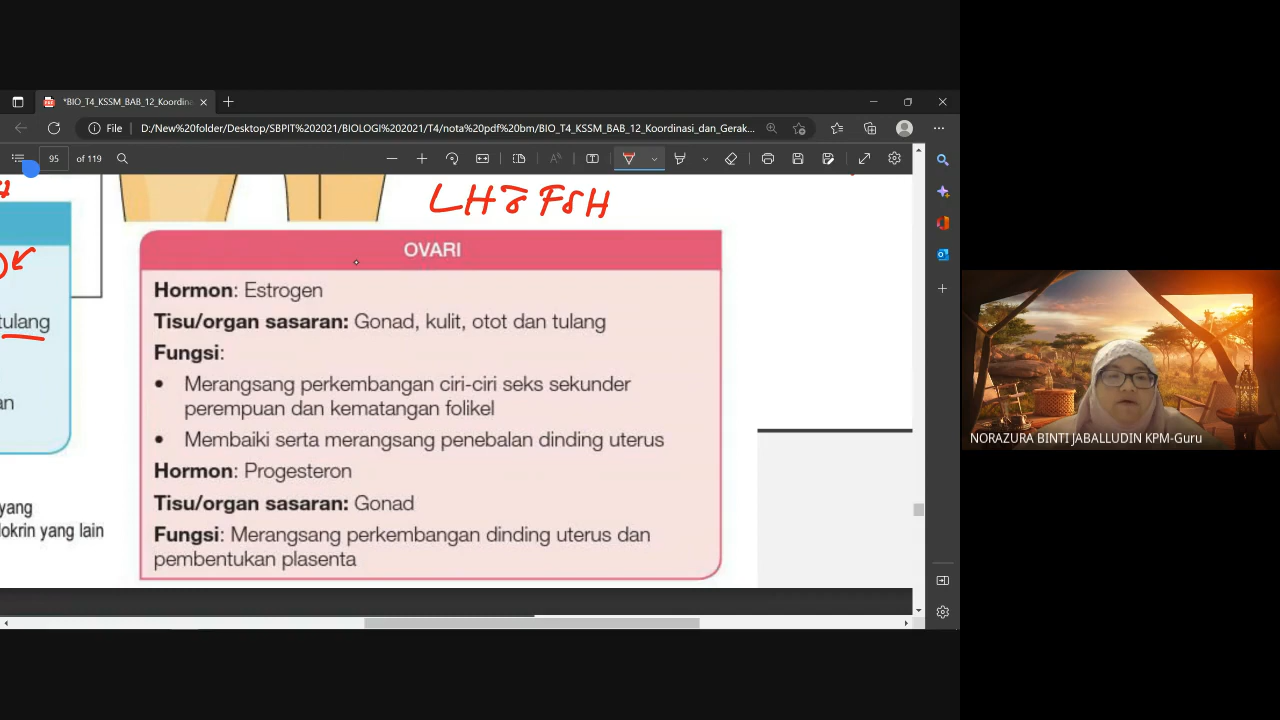 *BIO_T4_KSSM_BAB_12_Koordin
File D:/New%20folder/Desktop/SBPIT%202021/BIOLOGI%202021/T4/nota%20pdf%20bm/BIO_T4_KSSM_BAB_12_Koordinasi_dan_Gerak...
95 of 119
LH & FSH
OVARI
Hormon: Estrogen
Tisu/organ sasaran: Gonad, kulit, otot dan tulang
Fungsi:
• Merangsang perkembangan ciri-ciri seks sekunder
perempuan dan kematangan folikel
• Membaiki serta merangsang penebalan dinding uterus
Hormon: Progesteron
Tisu/organ sasaran: Gonad
Fungsi: Merangsang perkembangan dinding uterus dan
pembentukan plasenta
tulang
an
yang
lokrin yang lain
NORAZURA BINTI JABALLUDIN KPM-Guru